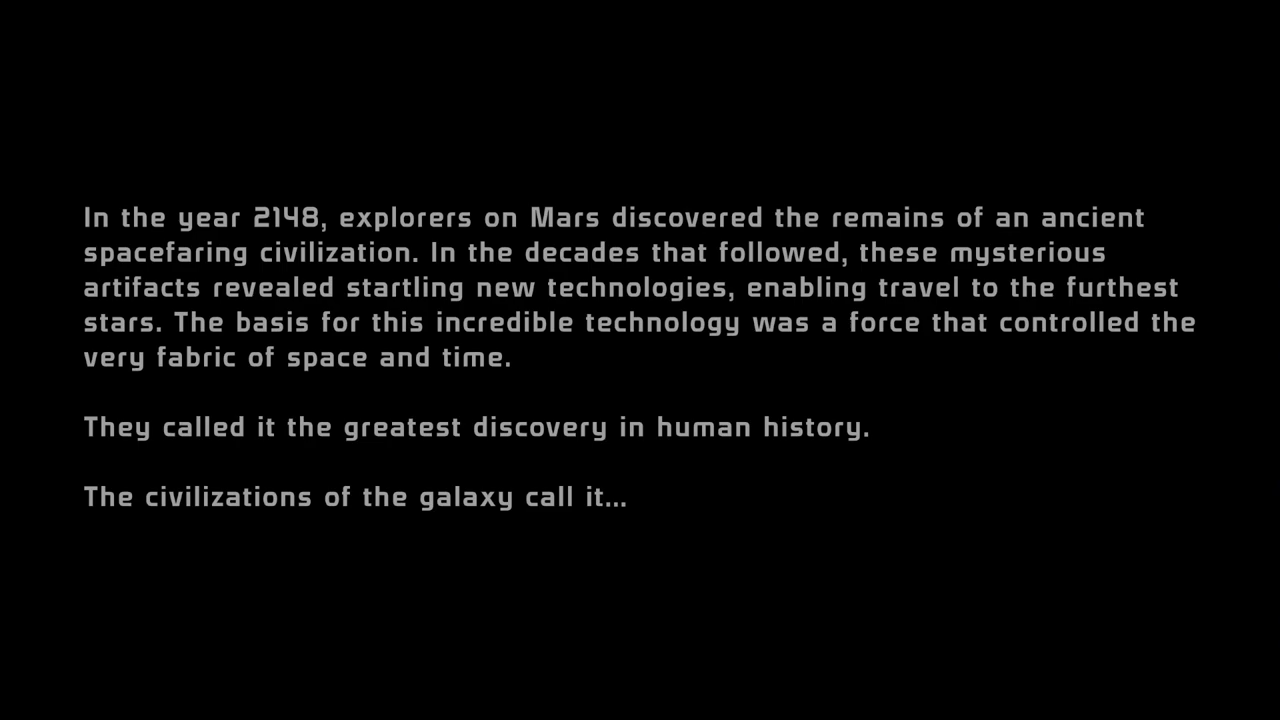 In the year 2148, explorers on Mars discovered the remains of an ancient
spacefaring civilization. In the decades that followed, these mysterious
artifacts revealed startling new technologies, enabling travel to the furthest
stars. The basis for this incredible technology was a force that controlled the
very fabric of space and time.
They called it the greatest discovery in human history.
The civilizations of the galaxy call it...